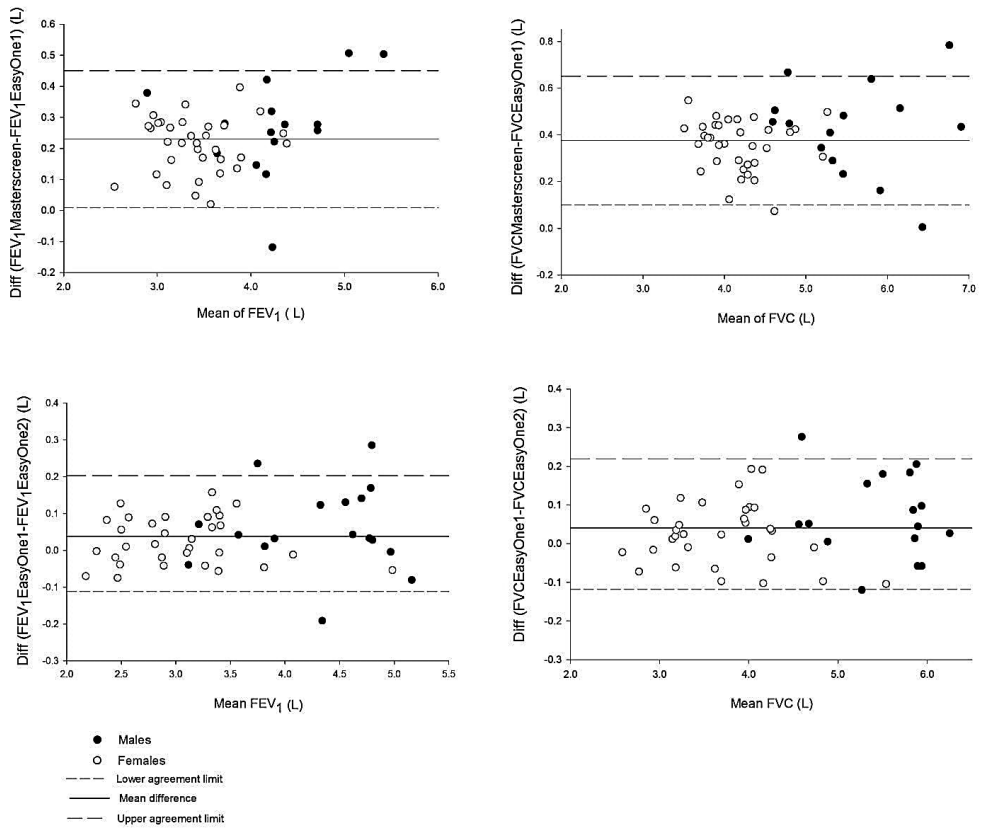 Diff (FEV1Masterscreen-FEV1EasyOne1) (L)
0.6
0.5
0.4
0.3
0.2
0.1
0.0
-0.1
-0.2
2.0 3.0 4.0 5.0 6.0
Mean of FEV1 ( L)
Diff (FVCMasterscreen-FVCEasyOne1) (L)
0.8
0.6
0.4
0.2
0.0
-0.2
2.0 3.0 4.0 5.0 6.0 7.0
Mean of FVC (L)
Diff (FEV1EasyOne1-FEV1EasyOne2) (L)
0.4
0.3
0.2
0.1
0.0
-0.1
-0.2
-0.3
2.0 2.5 3.0 3.5 4.0 4.5 5.0 5.5
Mean FEV1 (L)
Diff (FVCEasyOne1-FVCEasyOne2) (L)
0.4
0.3
0.2
0.1
0.0
-0.1
-0.2
-0.3
2.0 3.0 4.0 5.0 6.0
Mean FVC (L)
Males
Females
Lower agreement limit
Mean difference
Upper agreement limit